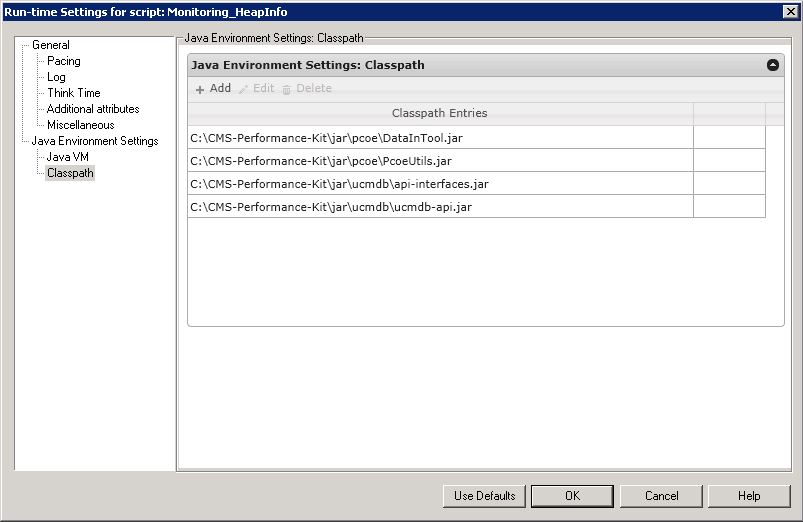 Run-time Settings for script: Monitoring_HeapInfo
General
Pacing
Log
Think Time
Additional attributes
Miscellaneous
Java Environment Settings
Java VM
Classpath
Java Environment Settings: Classpath
Java Environment Settings: Classpath
Add Edit Delete
Classpath Entries
C:\CMS-Performance-Kit\jar\pcoe\DataInTool.jar
C:\CMS-Performance-Kit\jar\pcoe\PcoeUtils.jar
C:\CMS-Performance-Kit\jar\ucmdb\api-interfaces.jar
C:\CMS-Performance-Kit\jar\ucmdb\ucmdb-api.jar
Use Defaults OK Cancel Help